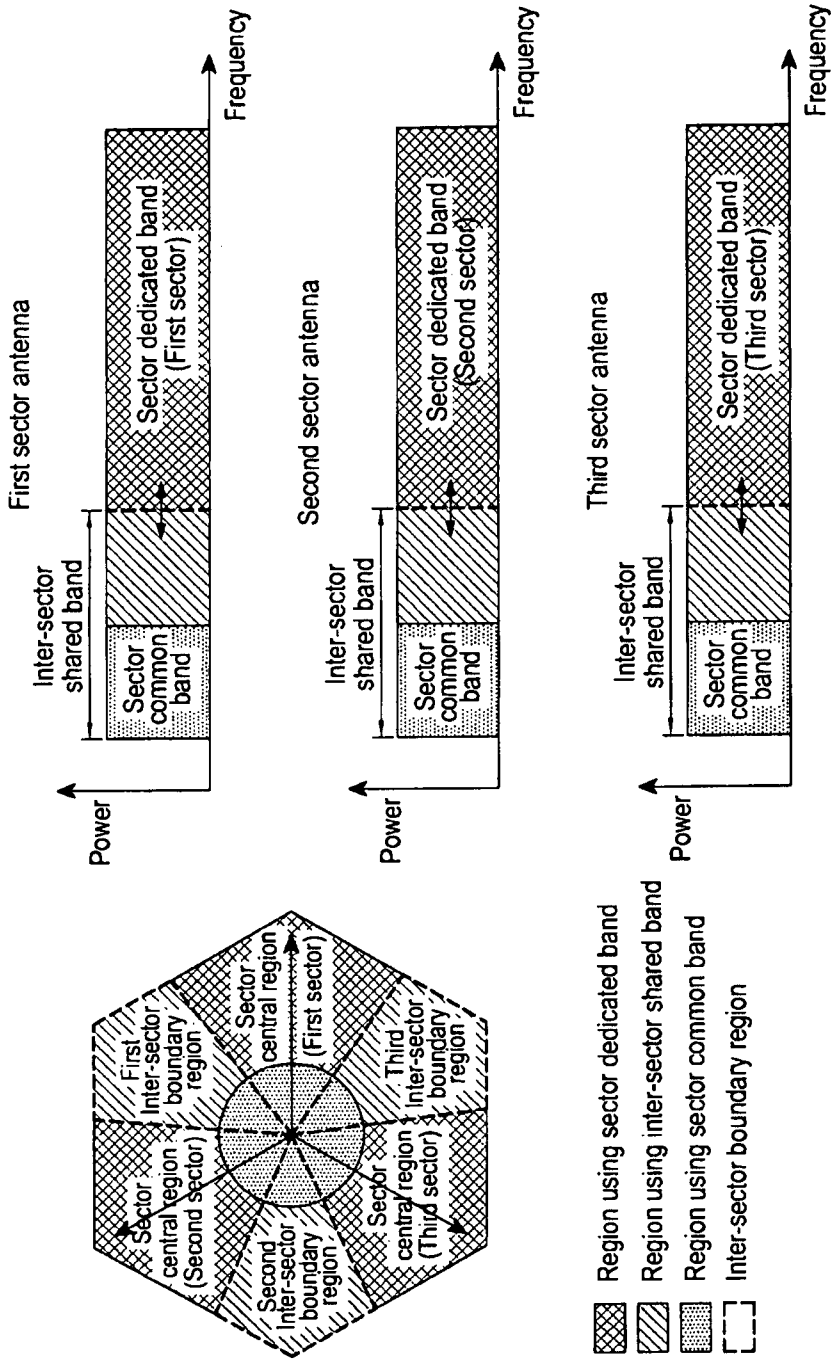 Sector
central region
(First sector)
First
Inter-sector
boundary
region
Sector
central region
(Second sector)
Second
Inter-sector
boundary
region
Sector
central region
(Third sector)
Third
Inter-sector
boundary
region
Region using sector dedicated band
Region using inter-sector shared band
Region using sector common band
Inter-sector boundary region
First sector antenna
Power
Inter-sector
shared band
Sector
common
band
Sector dedicated band
(First sector)
Frequency
Second sector antenna
Power
Inter-sector
shared band
Sector
common
band
Sector dedicated band
(Second sector)
Frequency
Third sector antenna
Power
Inter-sector
shared band
Sector
common
band
Sector dedicated band
(Third sector)
Frequency